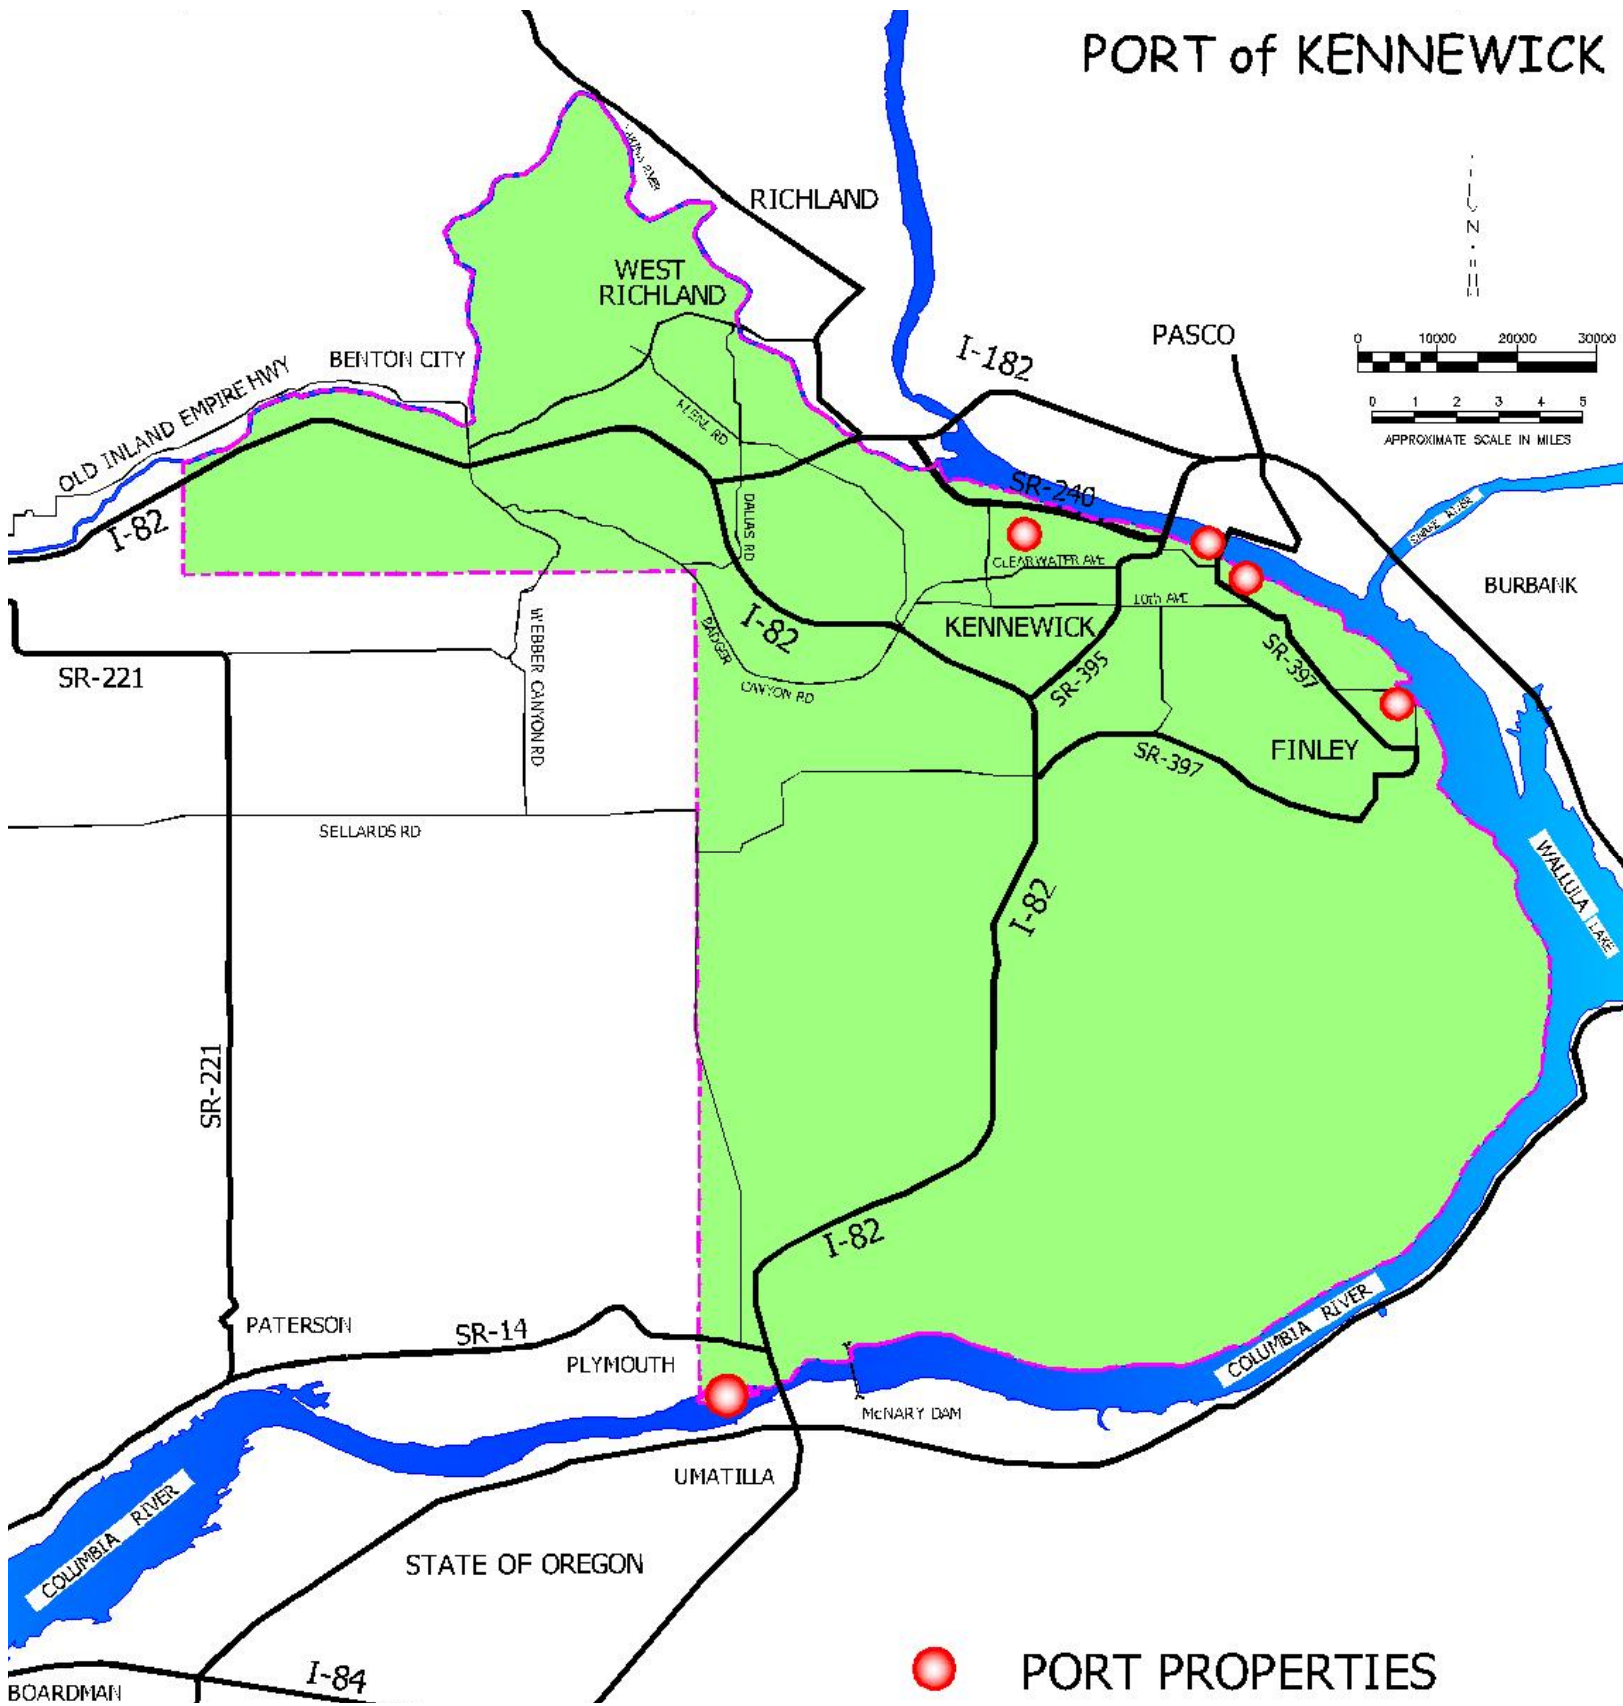 PORT of KENNEWICK
RICHLAND
YAKIMA RIVER
N
WEST
RICHLAND
PASCO
I-182
0 10000 20000 30000
0 1 2 3 4 5
APPROXIMATE SCALE IN MILES
BENTON CITY
OLD INLAND EMPIRE HWY
I-82
DALLAS RD
SR-240
CLEARWATER AVE
10th AVE
SNAKE RIVER
BURBANK
KENNEWICK
I-82
SR-395
SR-397
BADGER
CANYON RD
WEBBER CANYON RD
SR-221
SR-397
FINLEY
SELLARDS RD
WALLULA
LAKE
I-82
SR-221
I-82
PATERSON
SR-14
PLYMOUTH
COLUMBIA RIVER
McNARY DAM
UMATILLA
COLUMBIA RIVER
STATE OF OREGON
I-84
BOARDMAN
PORT PROPERTIES